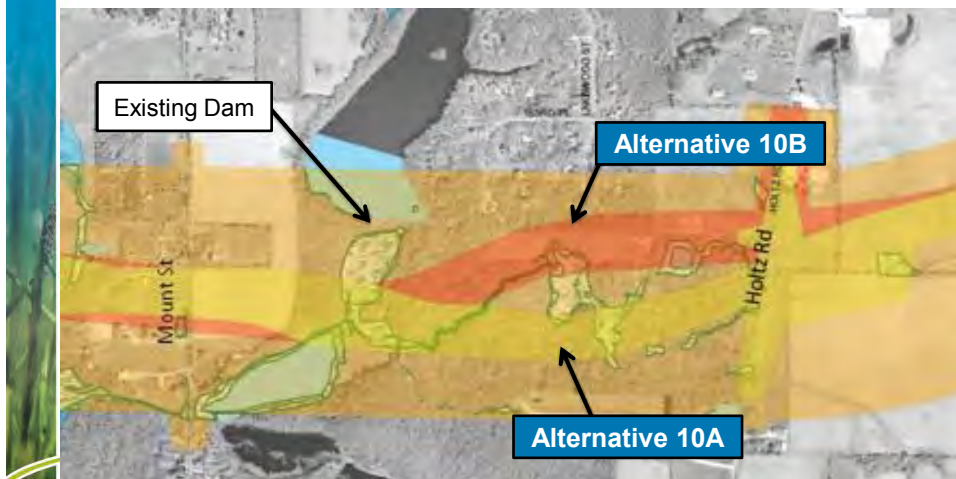 Existing Dam
Alternative 10B
Mount St
Holtz Rd
Alternative 10A